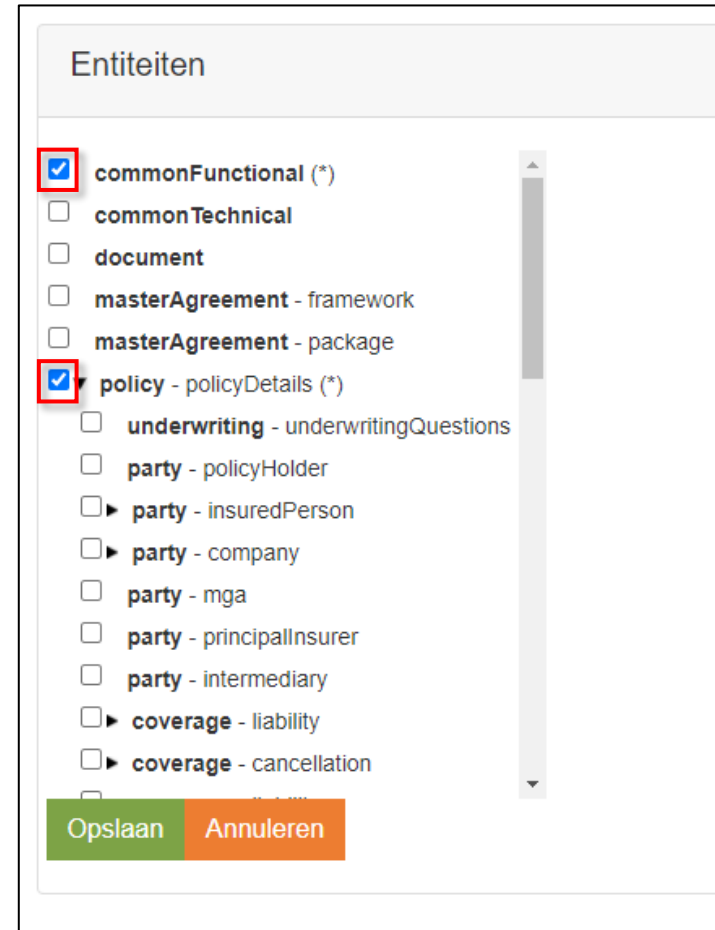 Entiteiten
commonFunctional (*)
commonTechnical
document
masterAgreement - framework
masterAgreement - package
policy - policyDetails (*)
underwriting - underwritingQuestions
party - policyHolder
party - insuredPerson
party - company
party - mga
party - principalInsurer
party - intermediary
coverage - liability
coverage - cancellation
Opslaan Annuleren